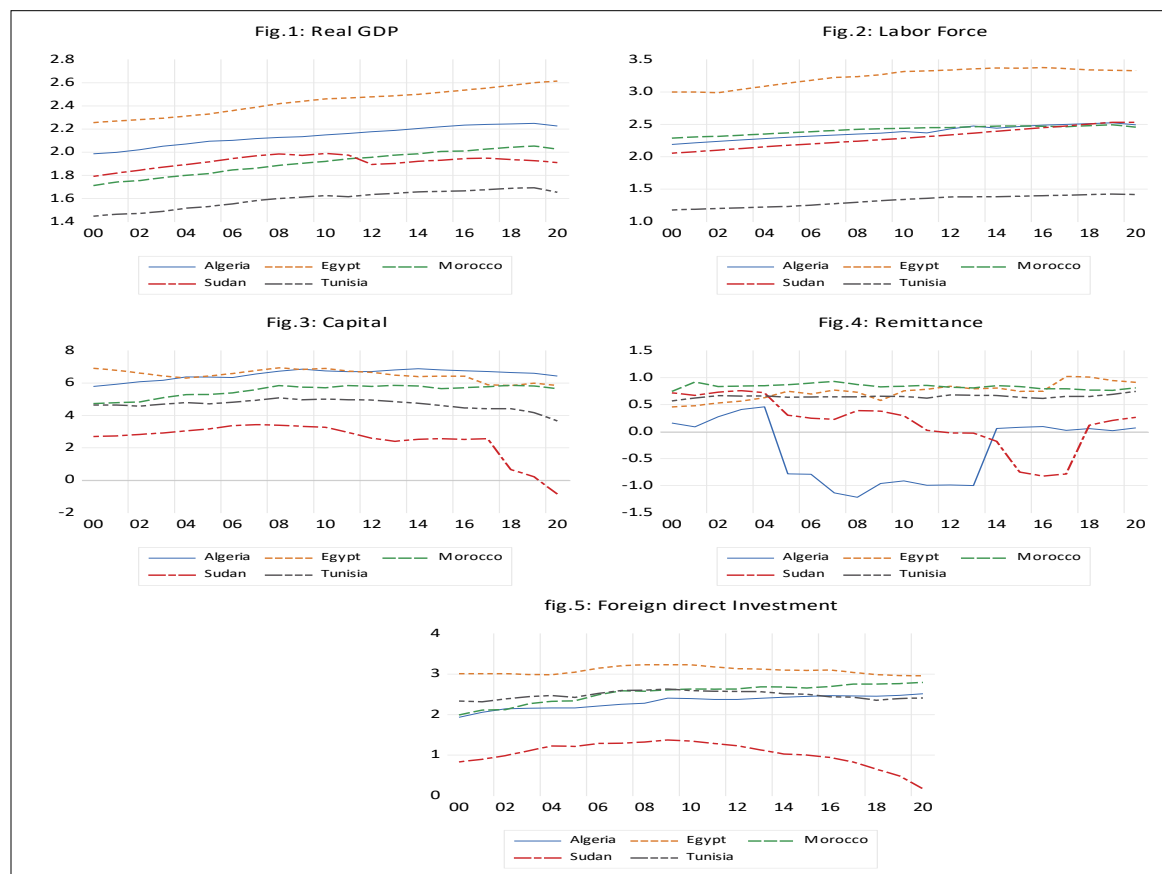 Fig.1: Real GDP
2.8
2.6
2.4
2.2
2.0
1.8
1.6
1.4
00 02 04 06 08 10 12 14 16 18 20
Algeria Egypt Morocco
Sudan Tunisia
Fig.2: Labor Force
3.5
3.0
2.5
2.0
1.5
1.0
00 02 04 06 08 10 12 14 16 18 20
Algeria Egypt Morocco
Sudan Tunisia
Fig.3: Capital
8
6
4
2
0
-2
00 02 04 06 08 10 12 14 16 18 20
Algeria Egypt Morocco
Sudan Tunisia
Fig.4: Remittance
1.5
1.0
0.5
0.0
-0.5
-1.0
-1.5
00 02 04 06 08 10 12 14 16 18 20
Algeria Egypt Morocco
Sudan Tunisia
fig.5: Foreign direct Investment
4
3
2
1
0
00 02 04 06 08 10 12 14 16 18 20
Algeria Egypt Morocco
Sudan Tunisia